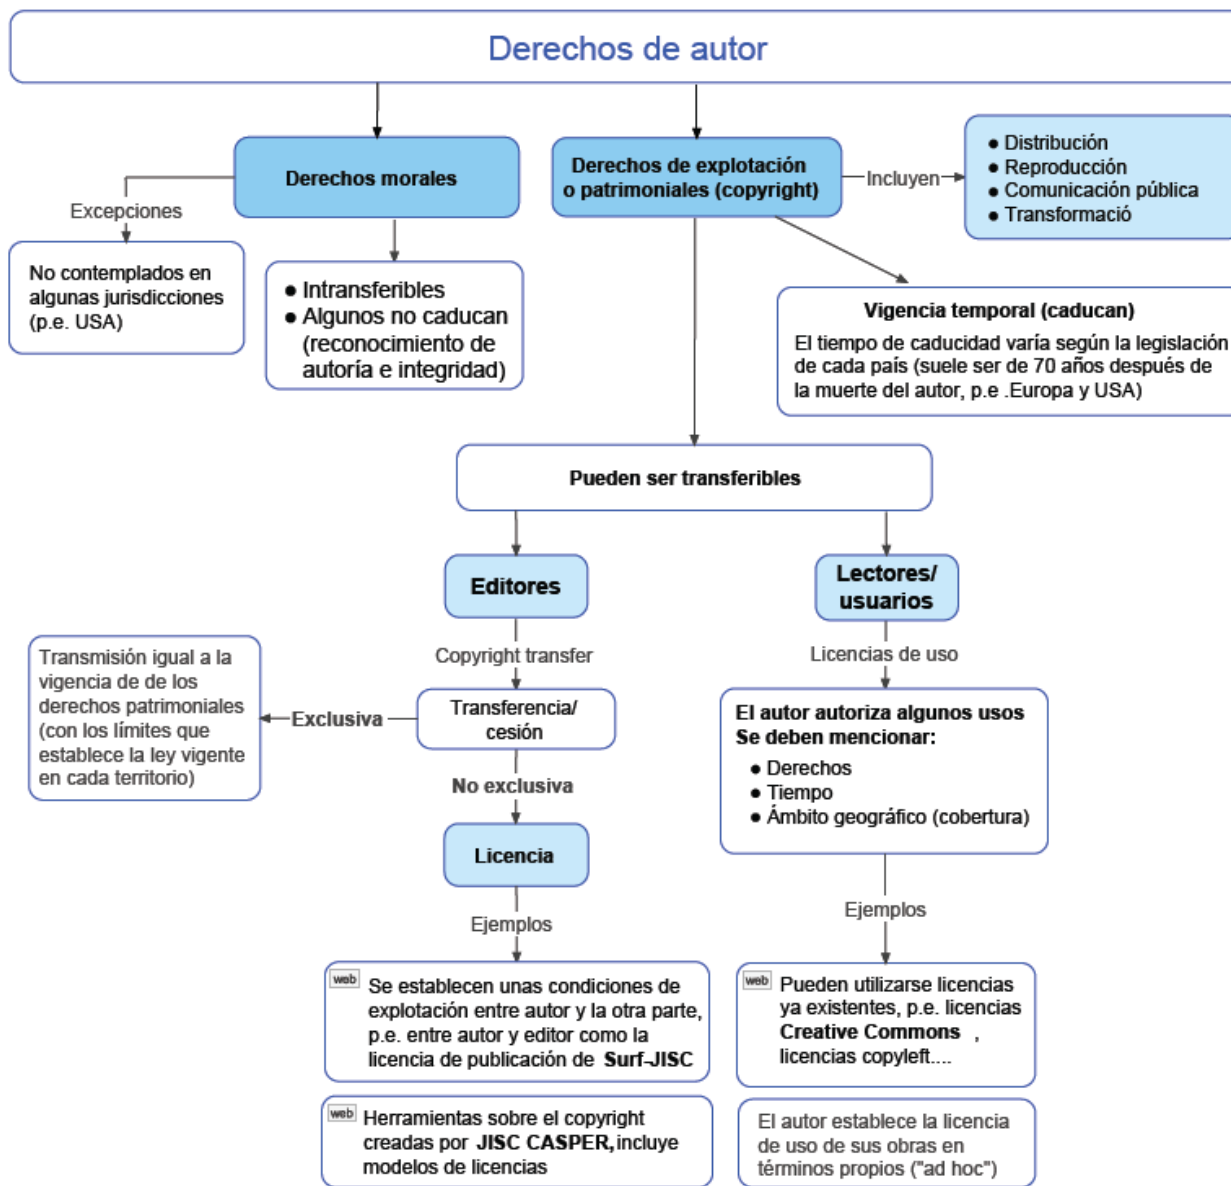 Derechos de autor
Derechos morales
Derechos de explotación
o patrimoniales (copyright)
Incluyen
● Distribución
● Reproducción
● Comunicación pública
● Transformació
Excepciones
No contemplados en
algunas jurisdicciones
(p.e. USA)
● Intransferibles
● Algunos no caducan
(reconocimiento de
autoría e integridad)
Vigencia temporal (caducan)
El tiempo de caducidad varía según la legislación
de cada país (suele ser de 70 años después de
la muerte del autor, p.e .Europa y USA)
Pueden ser transferibles
Editores
Lectores/
usuarios
Copyright transfer
Licencias de uso
Transmisión igual a la
vigencia de de los
derechos patrimoniales
(con los límites que
establece la ley vigente
en cada territorio)
Exclusiva
Transferencia/
cesión
No exclusiva
Licencia
El autor autoriza algunos usos
Se deben mencionar:
● Derechos
● Tiempo
● Ámbito geográfico (cobertura)
Ejemplos
Ejemplos
web Se establecen unas condiciones de
explotación entre autor y la otra parte,
p.e. entre autor y editor como la
licencia de publicación de Surf-JISC
web Pueden utilizarse licencias
ya existentes, p.e. licencias
Creative Commons ,
licencias copyleft....
web Herramientas sobre el copyright
creadas por JISC CASPER, incluye
modelos de licencias
El autor establece la licencia
de uso de sus obras en
términos propios ("ad hoc")